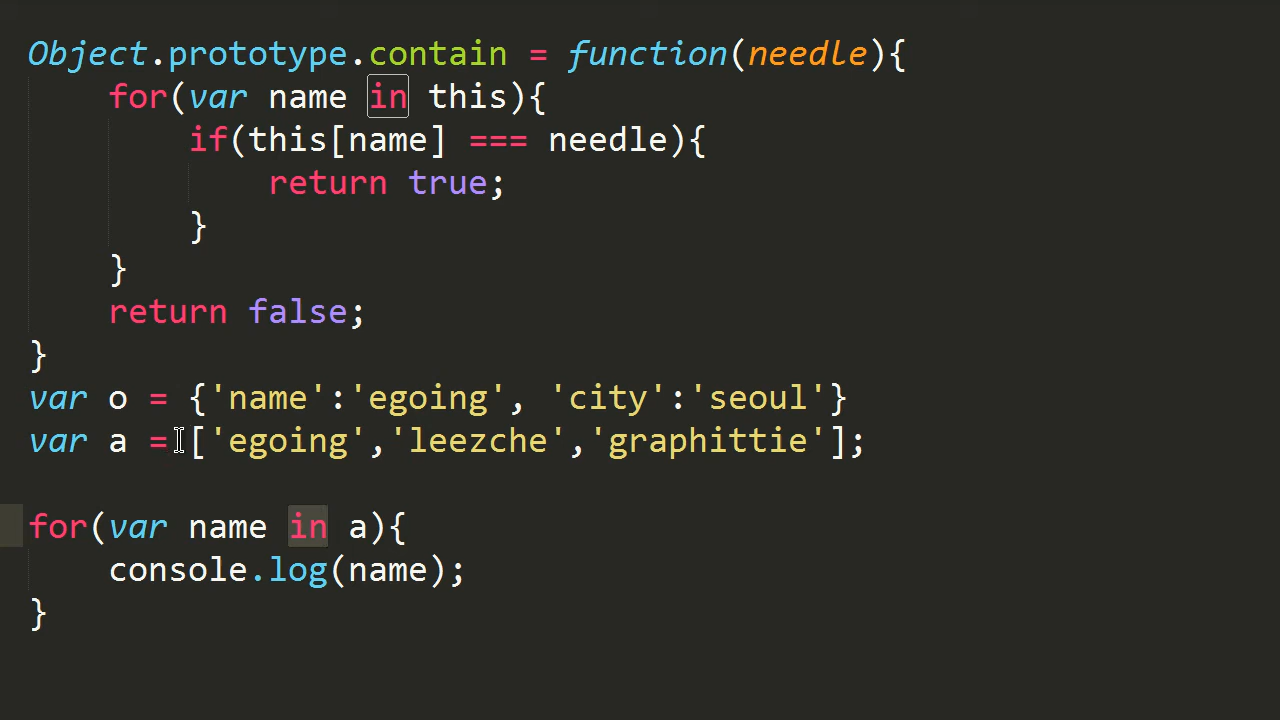 Object.prototype.contain = function(needle){
    for(var name in this){
        if(this[name] === needle){
            return true;
        }
    }
    return false;
}
var o = {'name':'egoing', 'city':'seoul'}
var a = ['egoing','leezche','graphittie'];

for(var name in a){
    console.log(name);
}